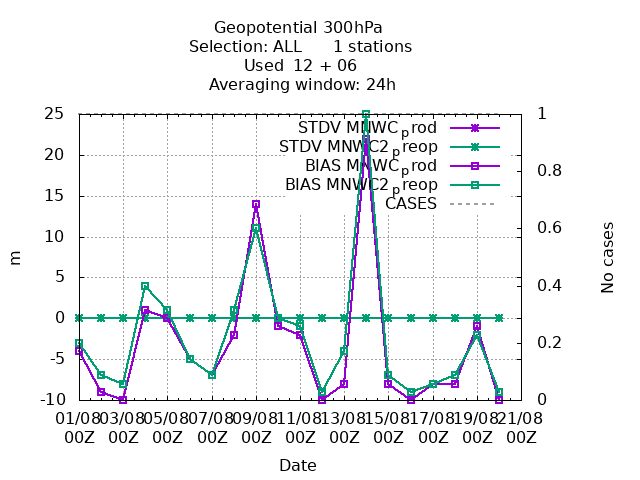 Geopotential 300hPa
Selection: ALL 1 stations
Used 12 + 06
Averaging window: 24h
STDV MNWC_prod
STDV MNWC2_preop
BIAS MNWC_prod
BIAS MNWC2_preop
CASES
25
20
15
10
5
0
-5
-10
m
1
0.8
0.6
0.4
0.2
0
No cases
01/08 03/08 05/08 07/08 09/08 11/08 13/08 15/08 17/08 19/08 21/08
00Z 00Z 00Z 00Z 00Z 00Z 00Z 00Z 00Z 00Z 00Z
Date